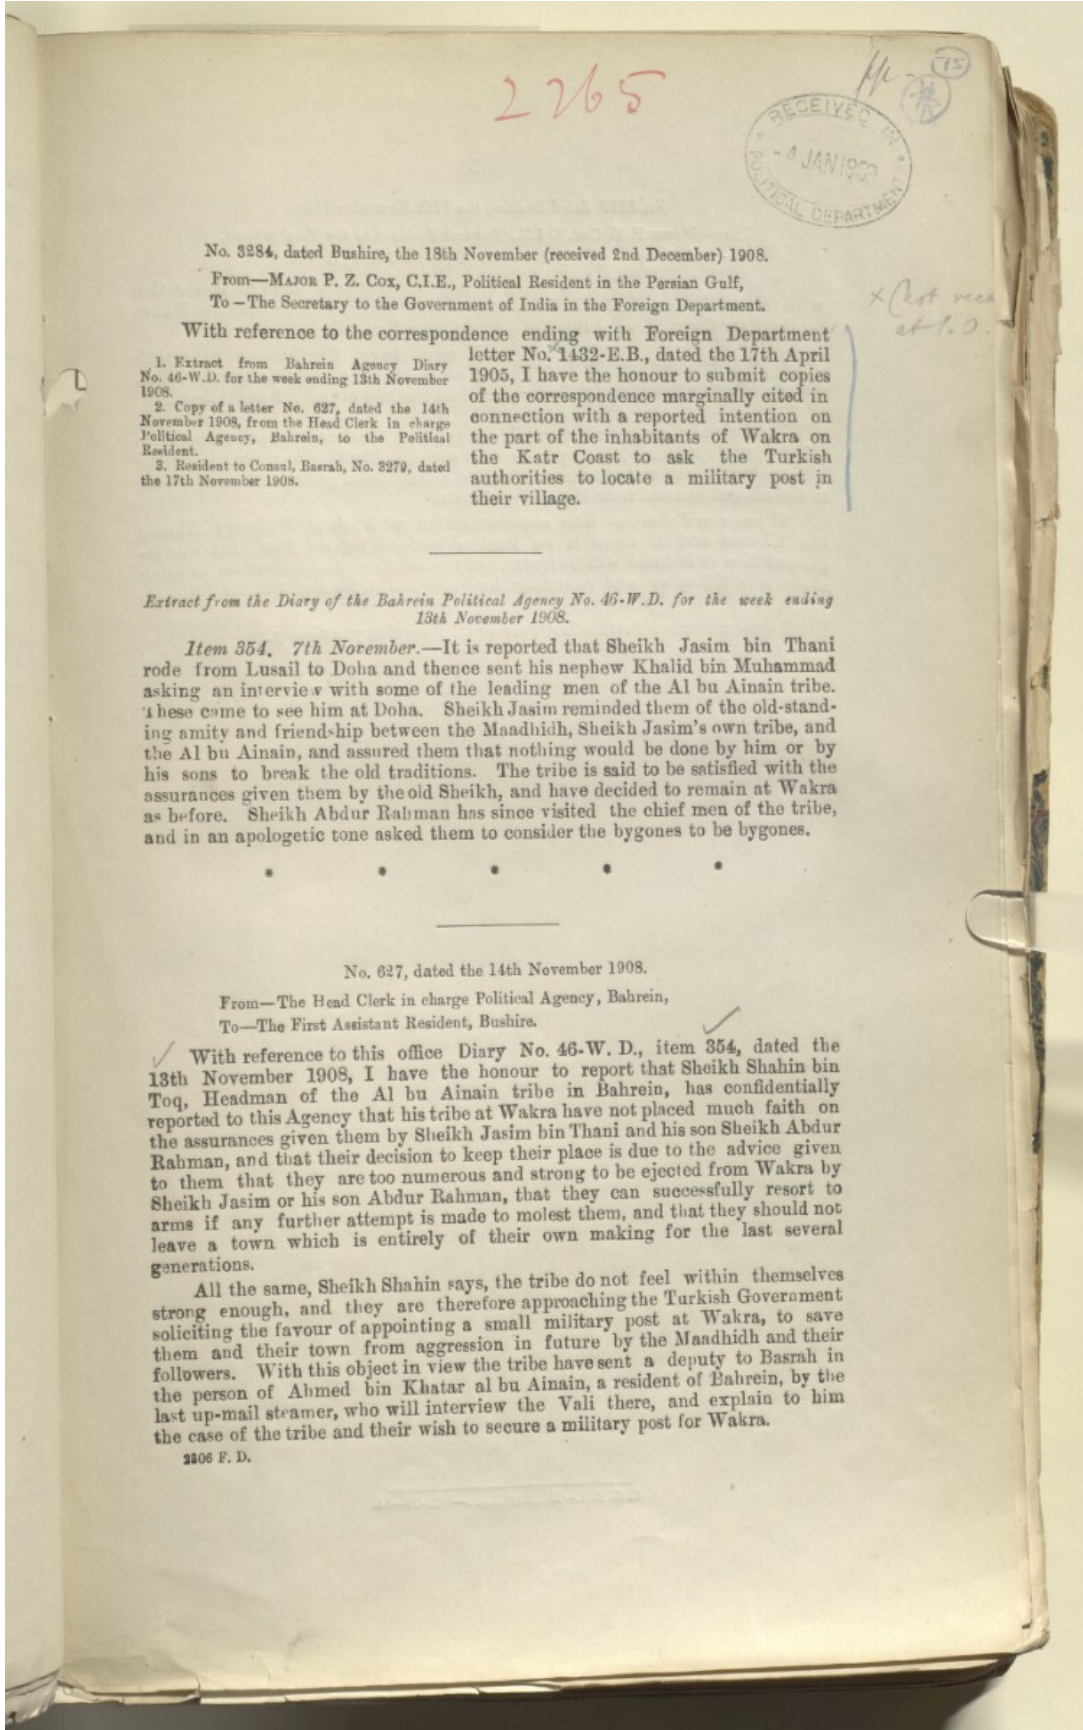 2265
15
RECEIVED IN
- 4 JAN 190
POLITICAL DEPARTMENT
No. 3284, dated Bushire, the 18th November (received 2nd December) 1908.
From—MAJOR P. Z. COX, C.I.E., Political Resident in the Persian Gulf,
To—The Secretary to the Government of India in the Foreign Department.
x (Not
at I.O.
With reference to the correspondence ending with Foreign Department
letter No. 1432-E.B., dated the 17th April
1905, I have the honour to submit copies
of the correspondence marginally cited in
connection with a reported intention on
the part of the inhabitants of Wakra on
the Katr Coast to ask the Turkish
authorities to locate a military post in
their village.
1. Extract from Bahrein Agency Diary
No. 46-W.D. for the week ending 13th November
1908.
2. Copy of a letter No. 627, dated the 14th
November 1908, from the Head Clerk in charge
Political Agency, Bahrein, to the Political
Resident.
3. Resident to Consul, Basrah, No. 3279, dated
the 17th November 1908.
Extract from the Diary of the Bahrein Political Agency No. 46-W.D. for the week ending
13th November 1908.
Item 354. 7th November.—It is reported that Sheikh Jasim bin Thani
rode from Lusail to Doha and thence sent his nephew Khalid bin Muhammad
asking an interview with some of the leading men of the Al bu Ainain tribe.
These came to see him at Doha. Sheikh Jasim reminded them of the old-stand-
ing amity and friendship between the Maadhidh, Sheikh Jasim's own tribe, and
the Al bu Ainain, and assured them that nothing would be done by him or by
his sons to break the old traditions. The tribe is said to be satisfied with the
assurances given them by the old Sheikh, and have decided to remain at Wakra
as before. Sheikh Abdur Rahman has since visited the chief men of the tribe,
and in an apologetic tone asked them to consider the bygones to be bygones.
* * * * *
No. 627, dated the 14th November 1908.
From—The Head Clerk in charge Political Agency, Bahrein,
To—The First Assistant Resident, Bushire.
With reference to this office Diary No. 46-W. D., item 354, dated the
13th November 1908, I have the honour to report that Sheikh Shahin bin
Toq, Headman of the Al bu Ainain tribe in Bahrein, has confidentially
reported to this Agency that his tribe at Wakra have not placed much faith on
the assurances given them by Sheikh Jasim bin Thani and his son Sheikh Abdur
Rahman, and that their decision to keep their place is due to the advice given
to them that they are too numerous and strong to be ejected from Wakra by
Sheikh Jasim or his son Abdur Rahman, that they can successfully resort to
arms if any further attempt is made to molest them, and that they should not
leave a town which is entirely of their own making for the last several
generations.
All the same, Sheikh Shahin says, the tribe do not feel within themselves
strong enough, and they are therefore approaching the Turkish Government
soliciting the favour of appointing a small military post at Wakra, to save
them and their town from aggression in future by the Maadhidh and their
followers. With this object in view the tribe have sent a deputy to Basrah in
the person of Ahmed bin Khatar al bu Ainain, a resident of Bahrein, by the
last up-mail steamer, who will interview the Vali there, and explain to him
the case of the tribe and their wish to secure a military post for Wakra.
2306 F. D.